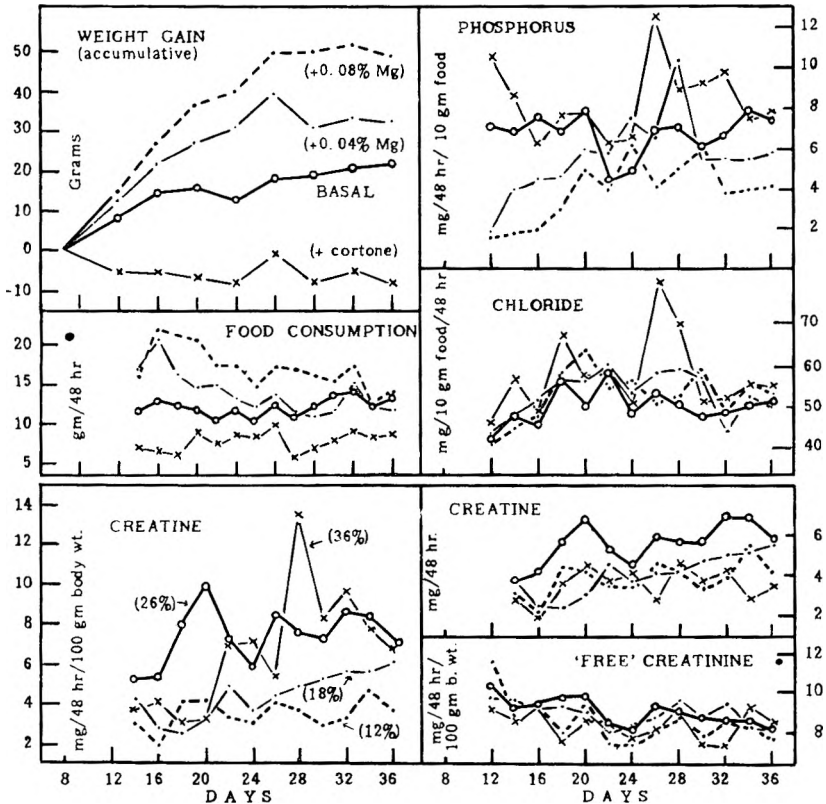 WEIGHT GAIN
(accumulative)
50
40
30
20
10
0
10
Grams
(+0.08% Mg)
(+0.04% Mg)
BASAL
(+ cortone)
FOOD CONSUMPTION
20
15
10
5
gm/48 hr
CREATINE
14
12
10
8
6
4
2
mg/48 hr/100 gm body wt.
(36%)
(26%)
(18%)
(12%)
8
12
16
20
24
28
32
36
DAYS
PHOSPHORUS
12
10
8
6
4
2
mg/48 hr/ 10 gm food
CHLORIDE
70
60
50
40
mg/10 gm food/48 hr
CREATINE
6
4
2
mg/48 hr.
'FREE' CREATININE
12
10
8
mg/48 hr/
100 gm b. wt.
12
16
20
24
28
32
36
DAYS